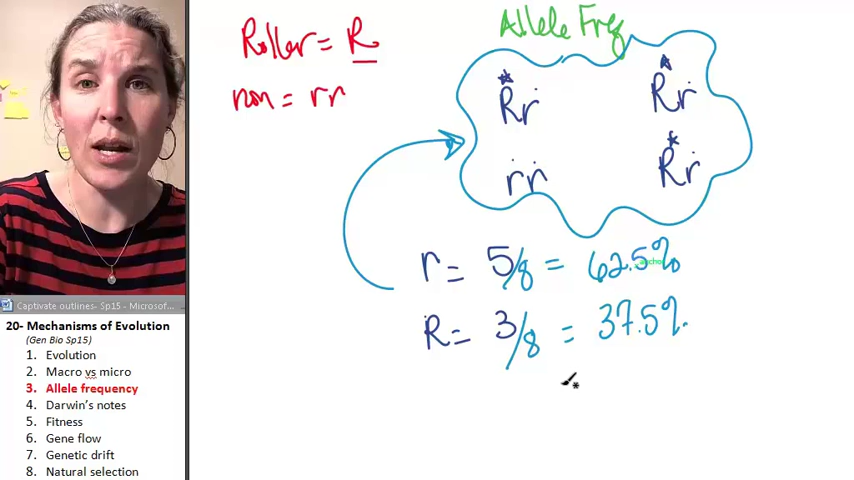 Allele Freq
Roller = R
non = rr
Rr
Rr
rr
Rr
r = 5/8 = 62.5%
R = 3/8 = 37.5%
Captivate outlines- Sp15 - Microsof...
20- Mechanisms of Evolution
(Gen Bio Sp15)
1. Evolution
2. Macro vs micro
3. Allele frequency
4. Darwin's notes
5. Fitness
6. Gene flow
7. Genetic drift
8. Natural selection